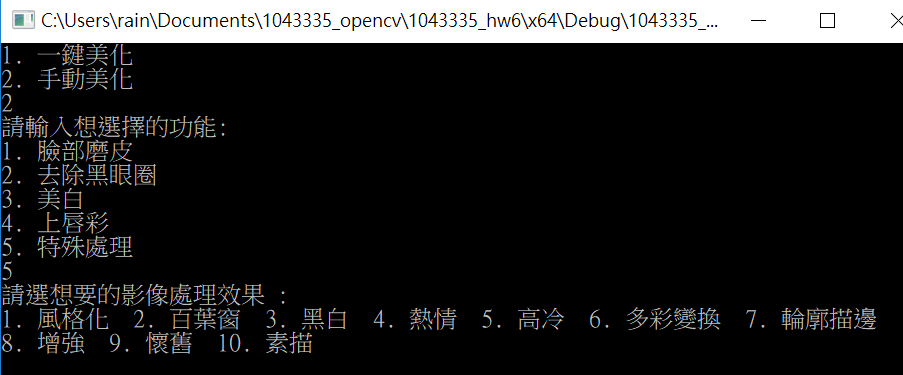 C:\Users\rain\Documents\1043335_opencv\1043335_hw6\x64\Debug\1043335_...
1. 一鍵美化
2. 手動美化
2
請輸入想選擇的功能:
1. 臉部磨皮
2. 去除黑眼圈
3. 美白
4. 上唇彩
5. 特殊處理
5
請選想要的影像處理效果 :
1. 風格化 2. 百葉窗 3. 黑白 4. 熱情 5. 高冷 6. 多彩變換 7. 輪廓描邊
8. 增強 9. 懷舊 10. 素描